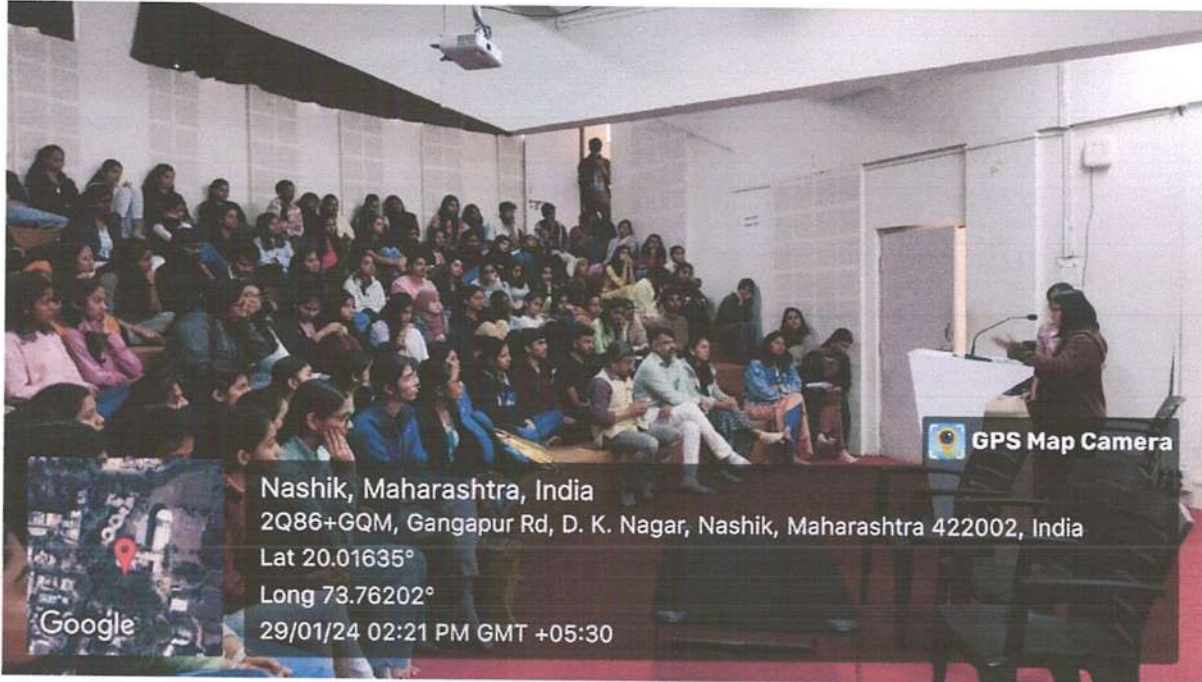 GPS Map Camera
Nashik, Maharashtra, India
2Q86+GQM, Gangapur Rd, D. K. Nagar, Nashik, Maharashtra 422002, India
Lat 20.01635°
Long 73.76202°
29/01/24 02:21 PM GMT +05:30
Google